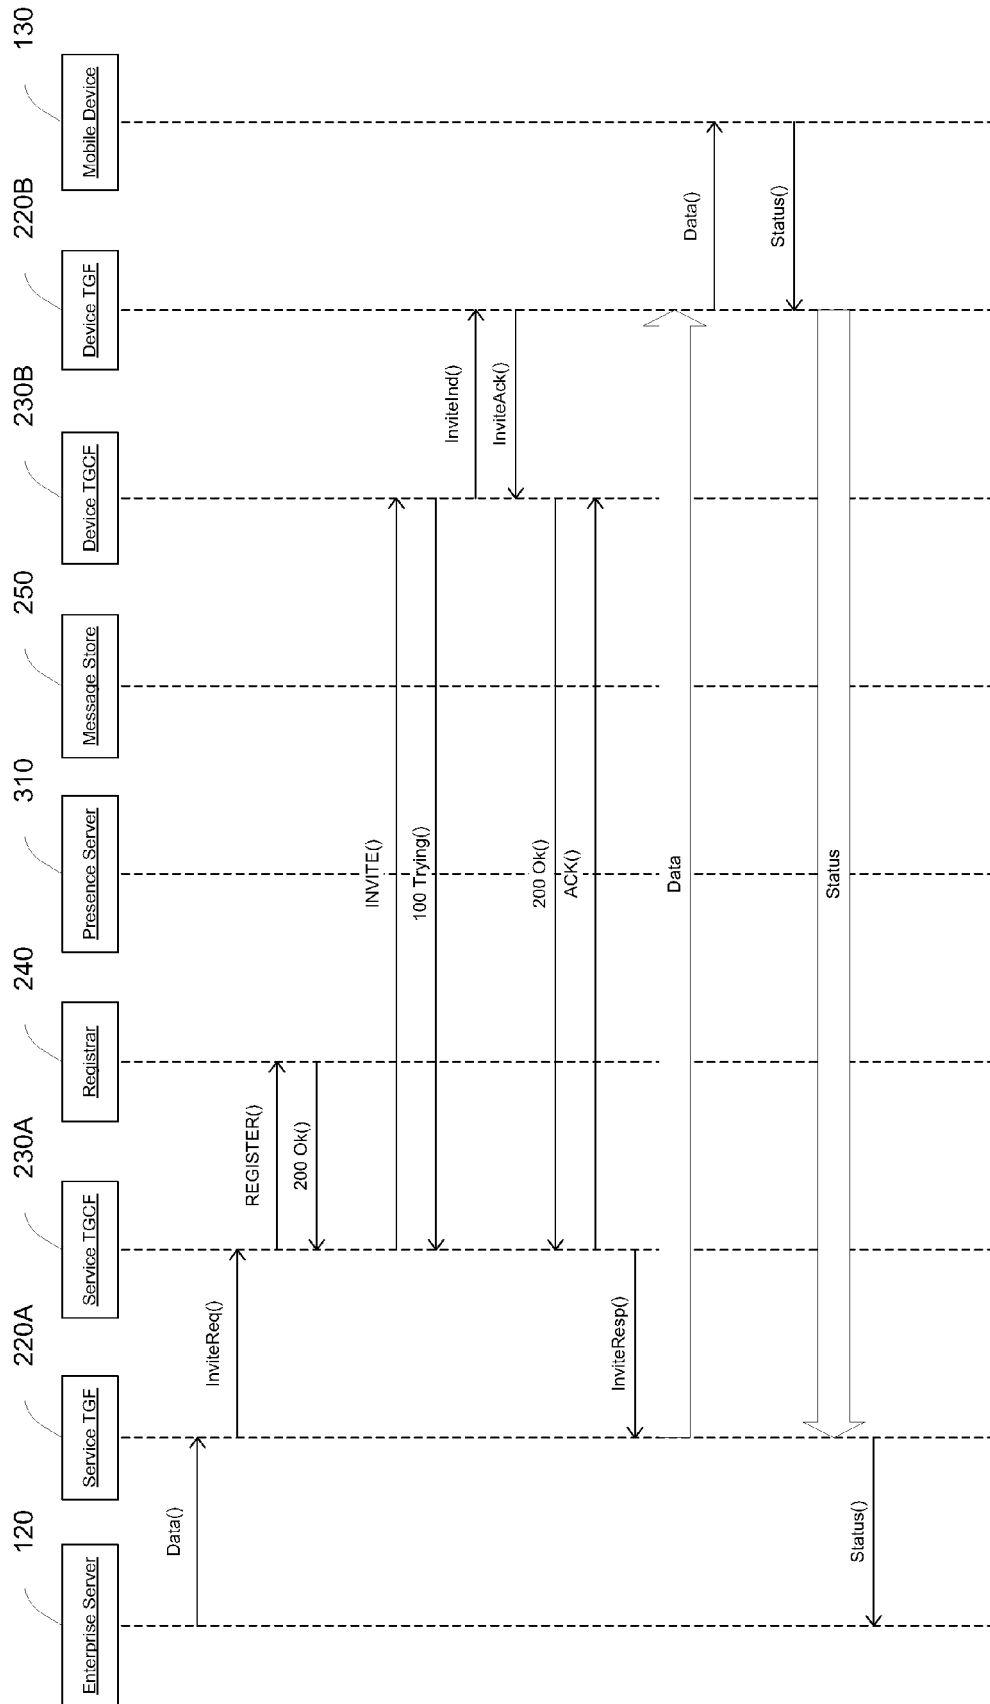 120
220A
230A
240
310
250
230B
220B
130
Enterprise Server
Service TGF
Service TGCF
Registrar
Presence Server
Message Store
Device TGCF
Device TGF
Mobile Device
Data()
InviteReq()
REGISTER()
200 Ok()
INVITE()
100 Trying()
InviteInd()
InviteAck()
200 Ok()
ACK()
InviteResp()
Data
Data()
Status()
Status
Status()